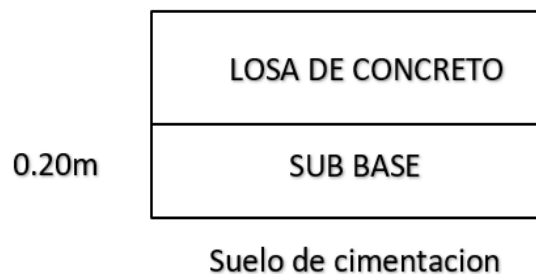 LOSA DE CONCRETO
0.20m
SUB BASE
Suelo de cimentacion